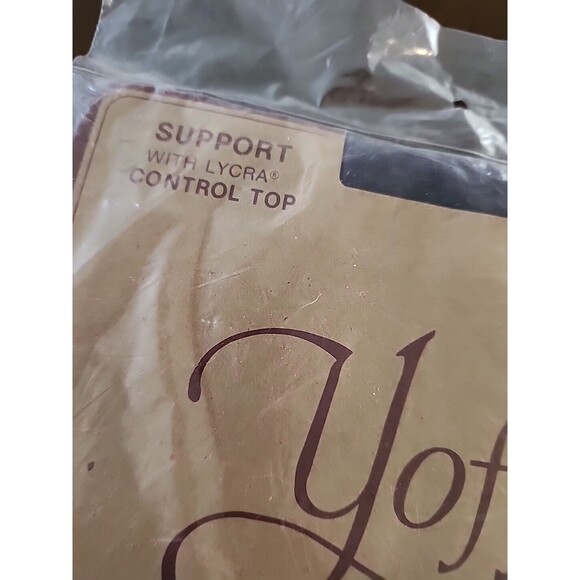 SUPPORT
WITH LYCRA®
CONTROL TOP
Yof